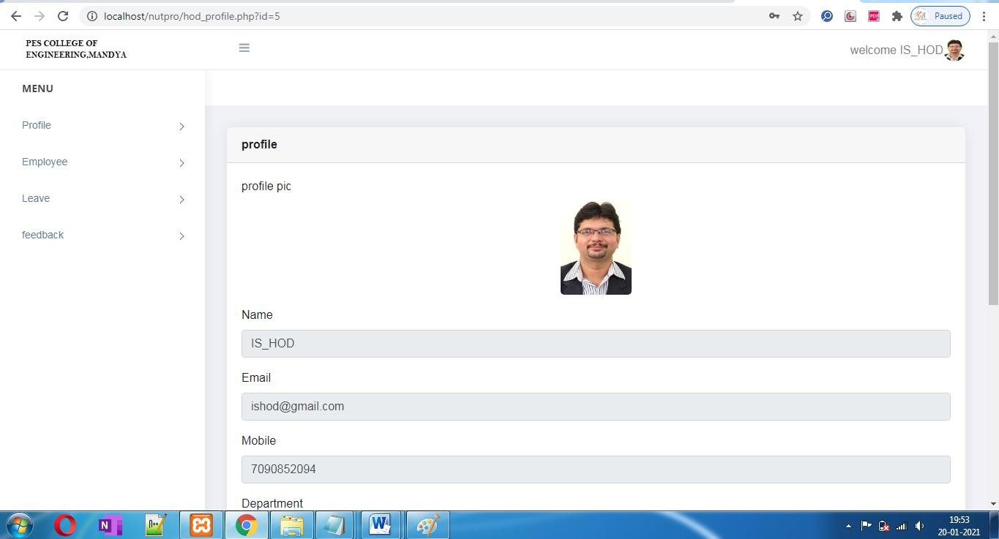 localhost/nutpro/hod_profile.php?id=5
Paused
PES COLLEGE OF
ENGINEERING,MANDYA
welcome IS_HOD
MENU
Profile
Employee
Leave
feedback
profile
profile pic
Name
IS_HOD
Email
ishod@gmail.com
Mobile
7090852094
Department
19:53
20-01-2021